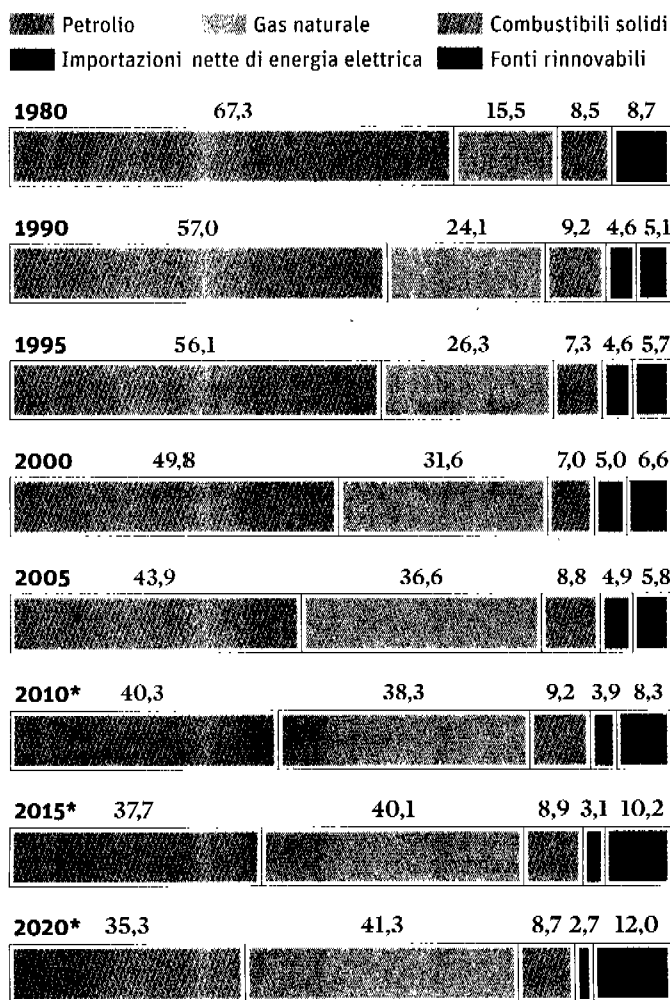 Petrolio Gas naturale Combustibili solidi
Importazioni nette di energia elettrica Fonti rinnovabili
1980 67,3 15,5 8,5 8,7
1990 57,0 24,1 9,2 4,6 5,1
1995 56,1 26,3 7,3 4,6 5,7
2000 49,8 31,6 7,0 5,0 6,6
2005 43,9 36,6 8,8 4,9 5,8
2010* 40,3 38,3 9,2 3,9 8,3
2015* 37,7 40,1 8,9 3,1 10,2
2020* 35,3 41,3 8,7 2,7 12,0